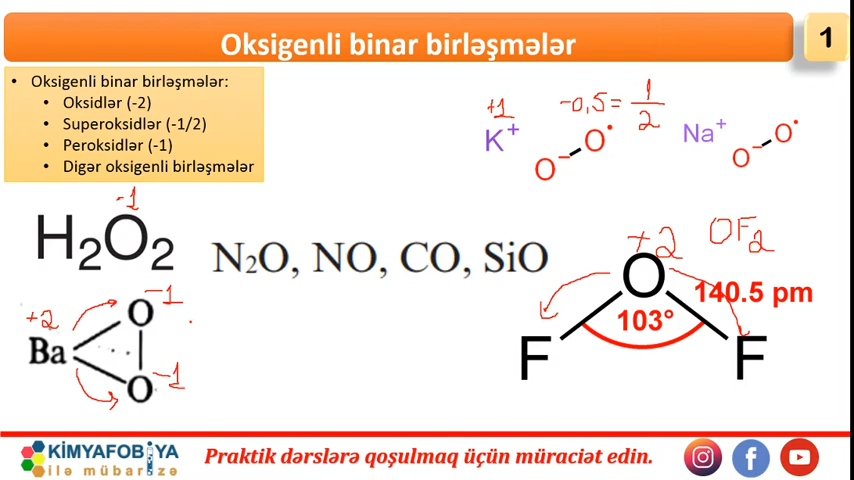 Oksigenli binar birləşmələr
1
• Oksigenli binar birləşmələr:
• Oksidlər (-2)
• Superoksidlər (-1/2)
• Peroksidlər (-1)
• Digər oksigenli birləşmələr
+1
-0,5 = 1/2
K⁺
O⁻ O•
Na⁺
O⁻ O•
-1
H₂O₂
N₂O, NO, CO, SiO
+2
OF₂
O
140.5 pm
103°
F F
+2
Ba
O -1
O -1
KİMYAFOBİYA
ilə mübarizə
Praktik dərslərə qoşulmaq üçün müraciət edin.
f